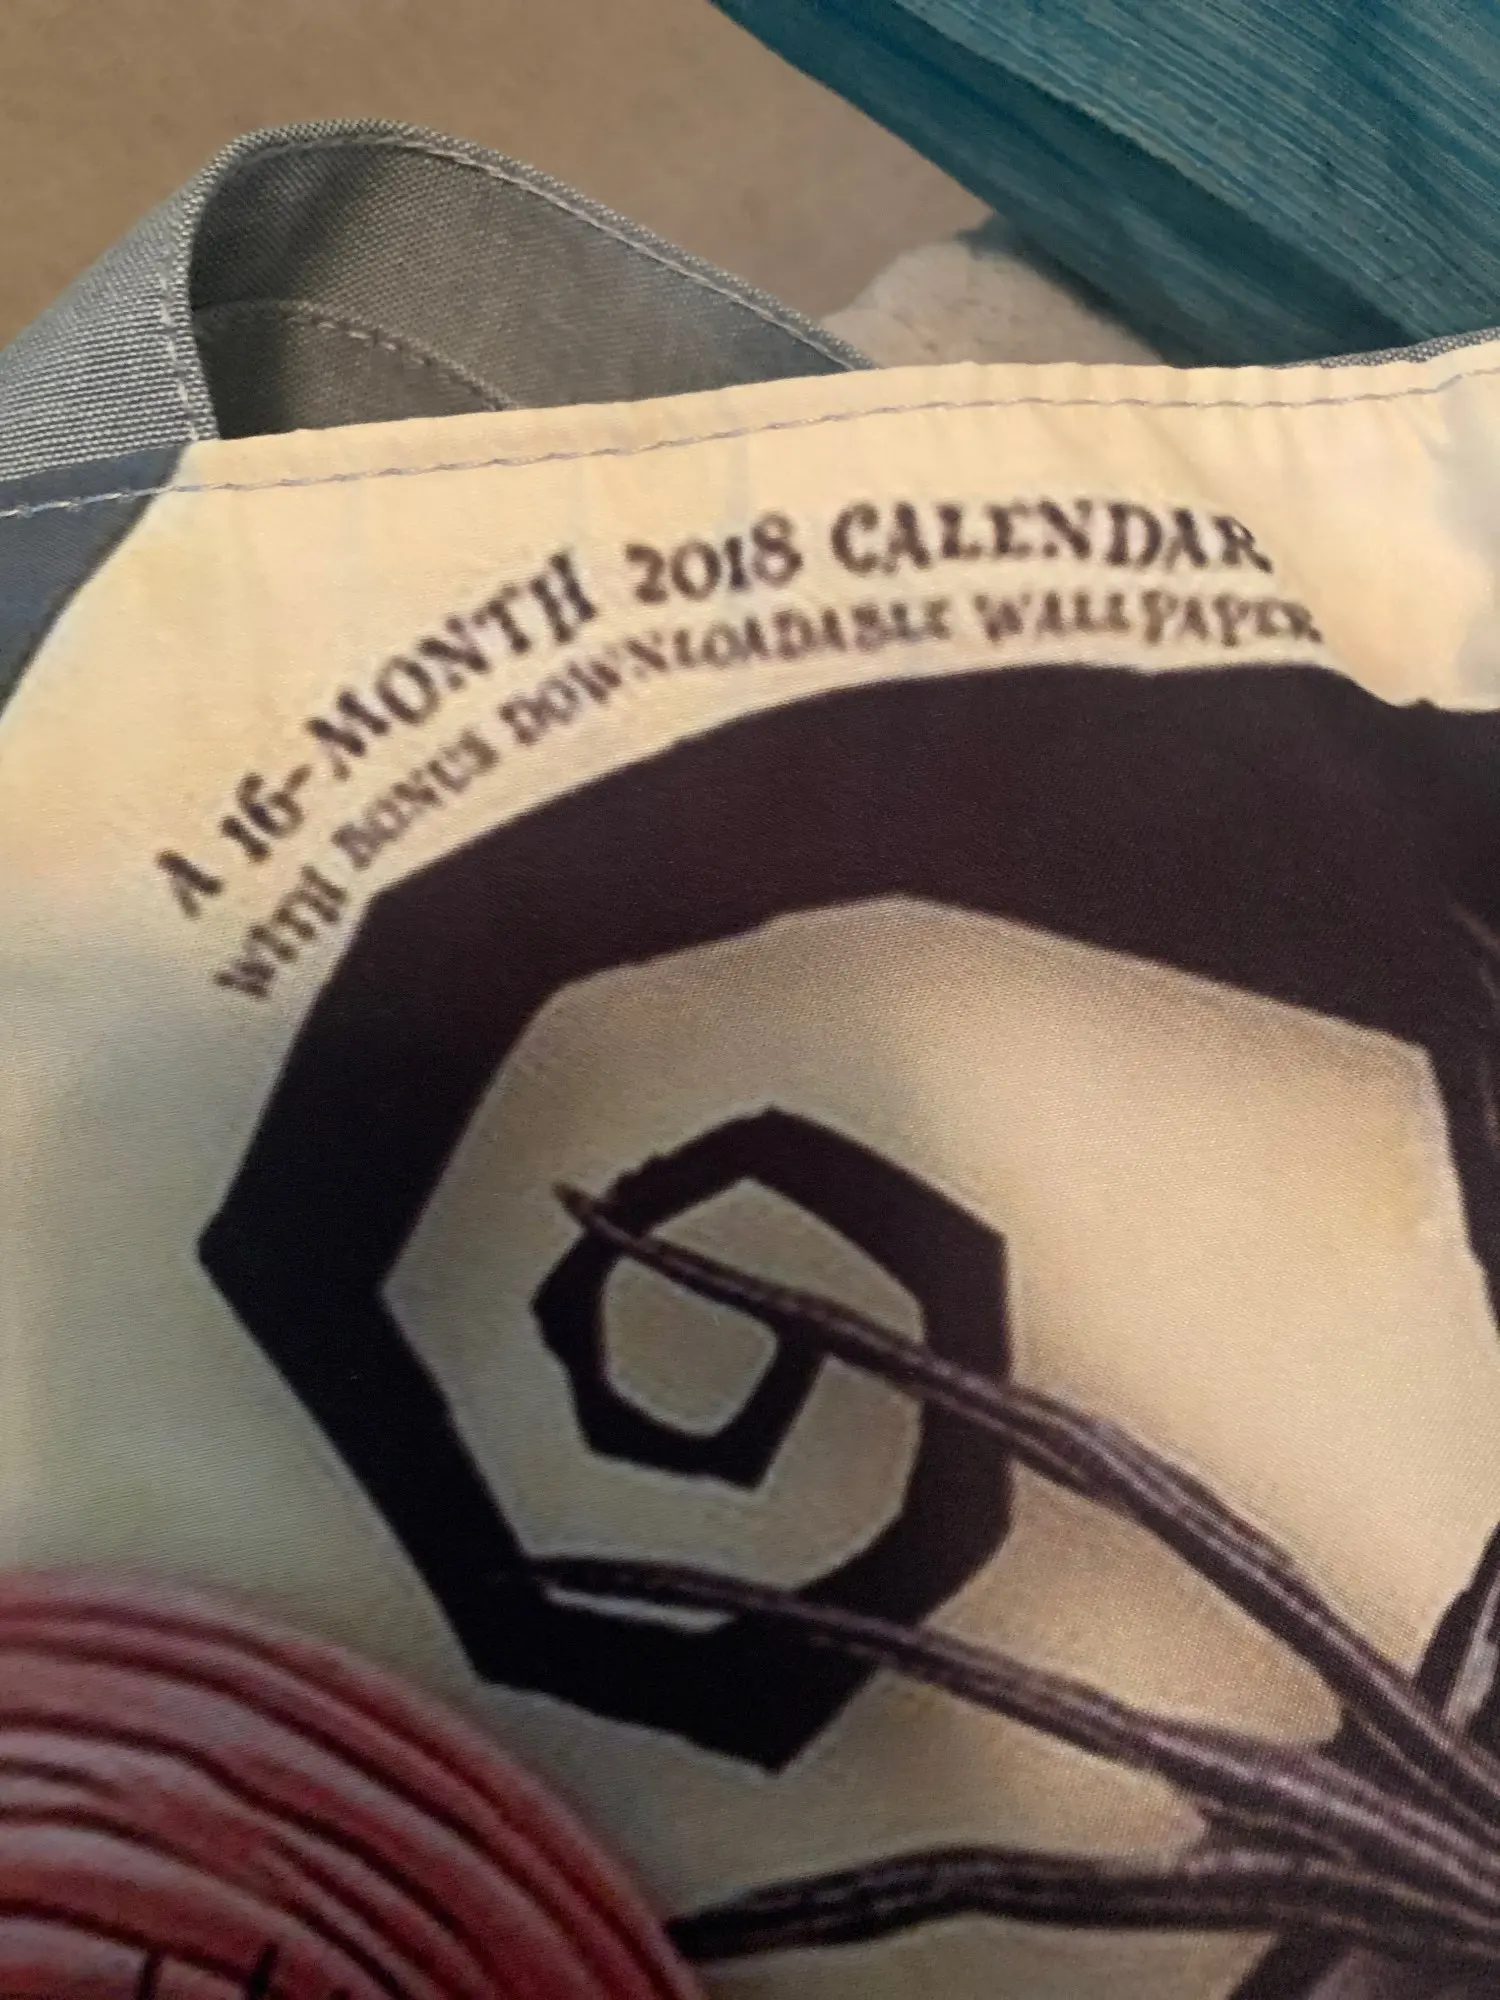 A 16-MONTH 2018 CALENDAR
WITH BONUS DOWNLOADABLE WALLPAPER